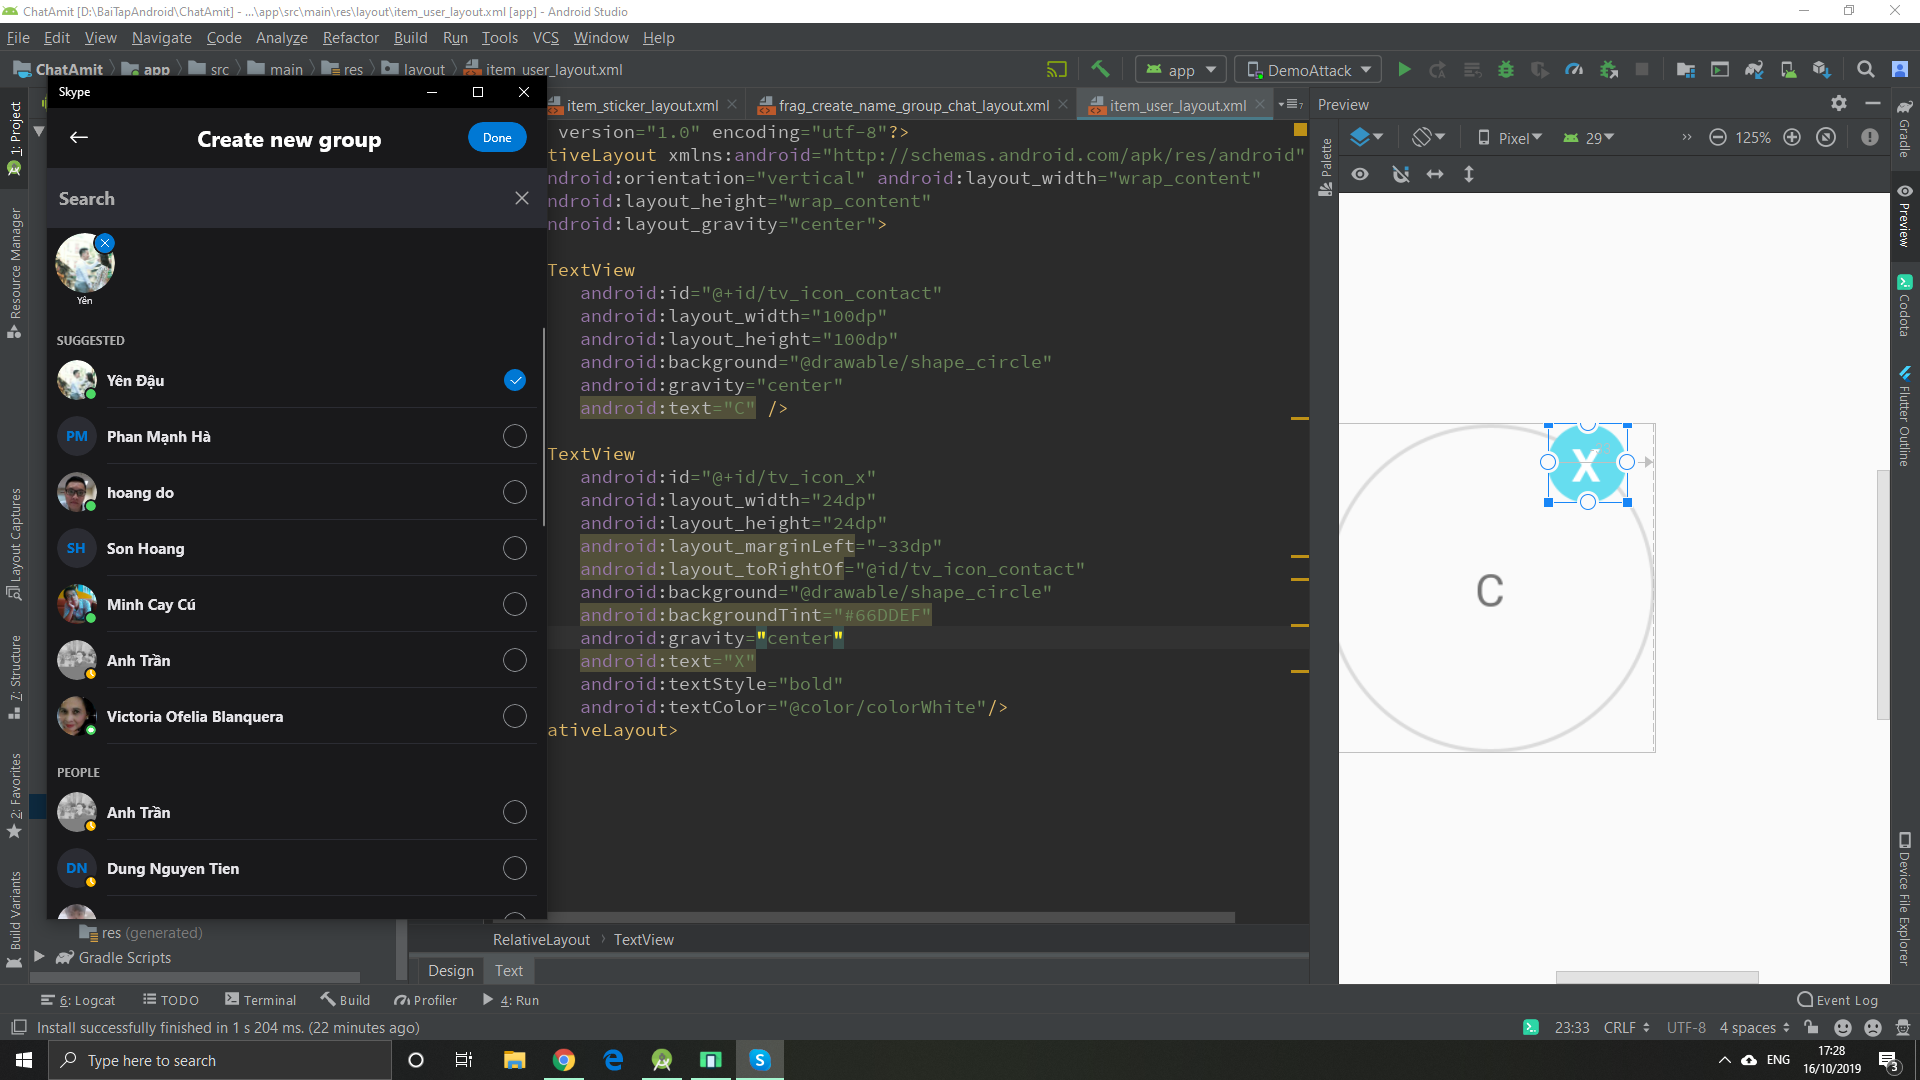 ChatAmit [D:\BaiTapAndroid\ChatAmit] - ...\app\src\main\res\layout\item_user_layout.xml [app] - Android Studio
File Edit View Navigate Code Analyze Refactor Build Run Tools VCS Window Help
ChatAmit app src main res layout item_user_layout.xml
app DemoAttack
Skype
Create new group
Done
Search
Yên
SUGGESTED
Yên Đậu
PM Phan Mạnh Hà
hoang do
SH Son Hoang
Minh Cay Cú
Anh Trần
Victoria Ofelia Blanquera
PEOPLE
Anh Trần
DN Dung Nguyen Tien
item_sticker_layout.xml frag_create_name_group_chat_layout.xml item_user_layout.xml
version="1.0" encoding="utf-8"?>
tiveLayout xmlns:android="http://schemas.android.com/apk/res/android"
ndroid:orientation="vertical" android:layout_width="wrap_content"
ndroid:layout_height="wrap_content"
ndroid:layout_gravity="center">
TextView
android:id="@+id/tv_icon_contact"
android:layout_width="100dp"
android:layout_height="100dp"
android:background="@drawable/shape_circle"
android:gravity="center"
android:text="C" />
TextView
android:id="@+id/tv_icon_x"
android:layout_width="24dp"
android:layout_height="24dp"
android:layout_marginLeft="-33dp"
android:layout_toRightOf="@id/tv_icon_contact"
android:background="@drawable/shape_circle"
android:backgroundTint="#66DDEF"
android:gravity="center"
android:text="X"
android:textStyle="bold"
android:textColor="@color/colorWhite"/>
ativeLayout>
RelativeLayout TextView
Design Text
Preview
Pixel 29 125%
Palette
X
C
1: Project
Resource Manager
Layout Captures
7: Structure
2: Favorites
Build Variants
Gradle
Preview
Codota
Flutter Outline
Device File Explorer
res (generated)
Gradle Scripts
6: Logcat TODO Terminal Build Profiler 4: Run Event Log
Install successfully finished in 1 s 204 ms. (22 minutes ago)
23:33 CRLF UTF-8 4 spaces
Type here to search
ENG
17:28
16/10/2019
3